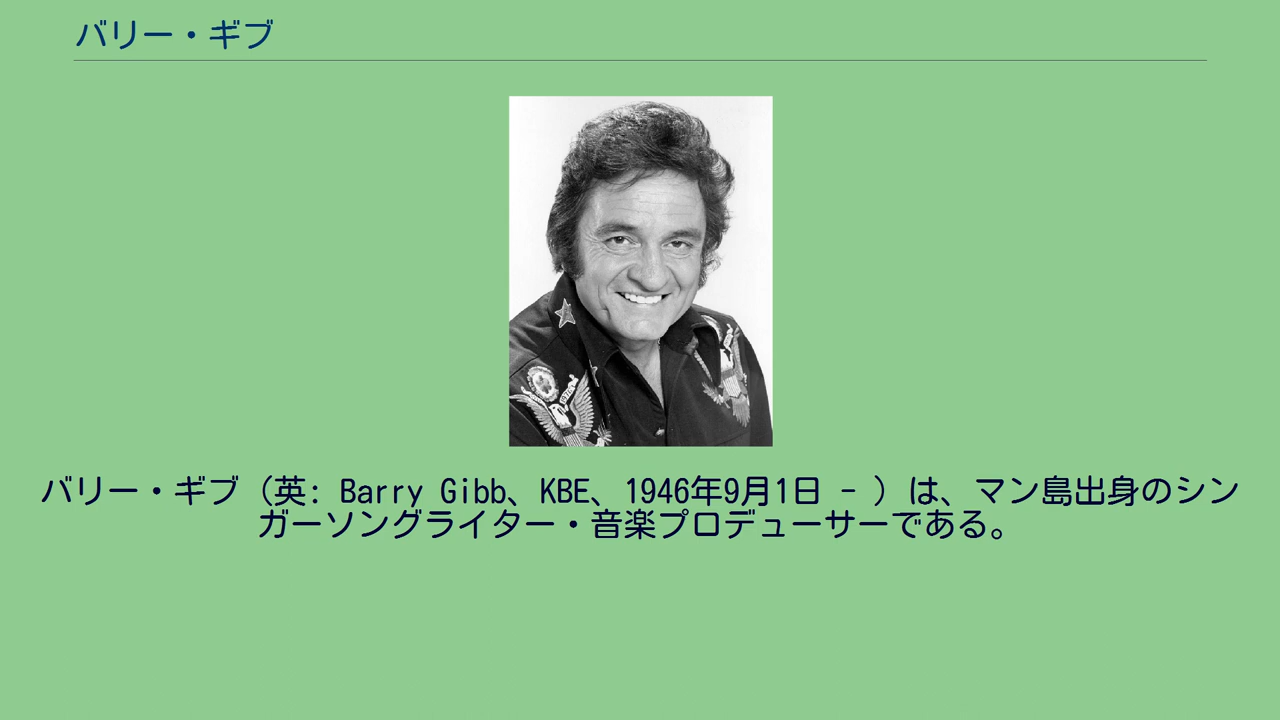 バリー・ギブ
バリー・ギブ（英: Barry Gibb、KBE、1946年9月1日 - ）は、マン島出身のシン
ガーソングライター・音楽プロデューサーである。